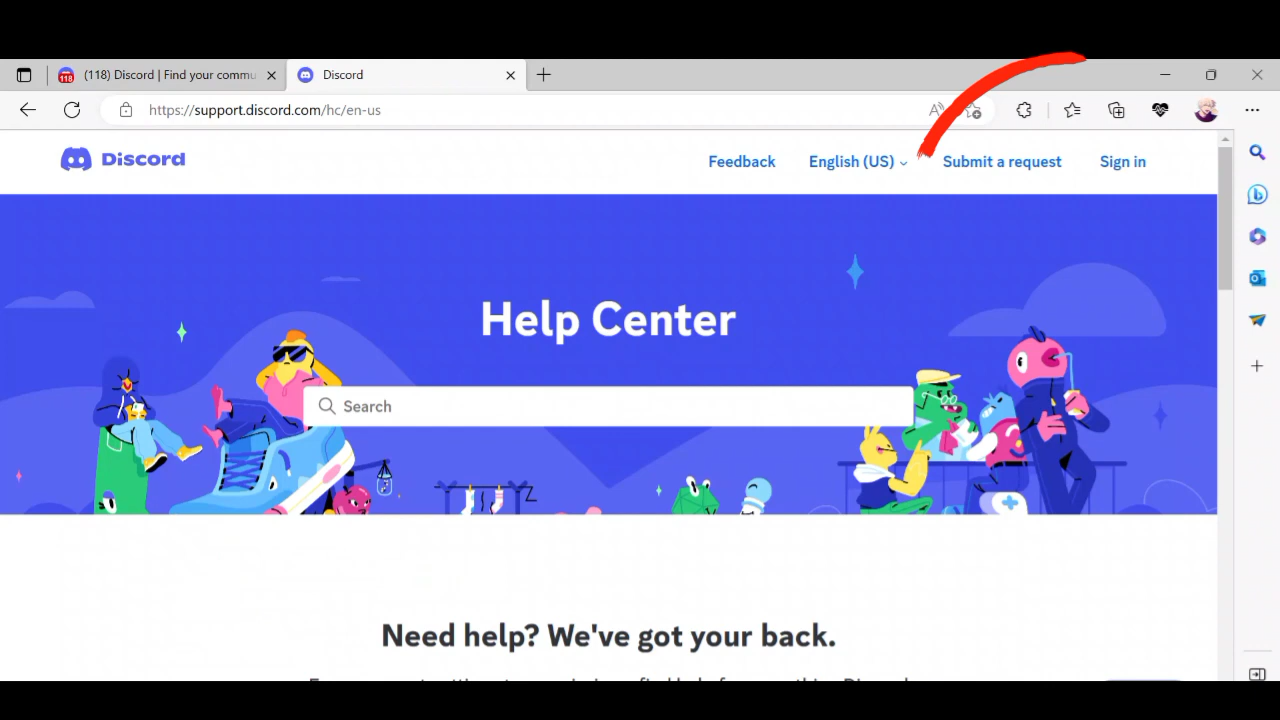 (118) Discord | Find your commu
Discord
https://support.discord.com/hc/en-us
Discord
Feedback
English (US)
Submit a request
Sign in
Help Center
Search
Need help? We've got your back.